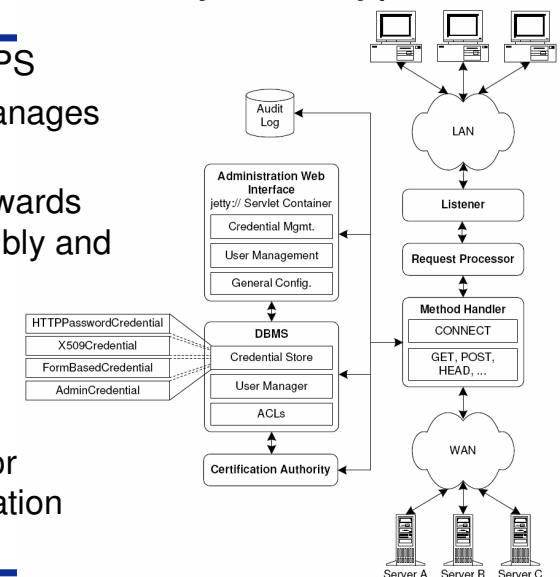 PS
anages
wards
bly and
or
ation
Audit
Log
LAN
Administration Web
Interface
jetty:// Servlet Container
Credential Mgmt.
User Management
General Config.
Listener
Request Processor
Method Handler
CONNECT
GET, POST,
HEAD, ...
HTTPPasswordCredential
X509Credential
FormBasedCredential
AdminCredential
DBMS
Credential Store
User Manager
ACLs
Certification Authority
WAN
Server A
Server B
Server C